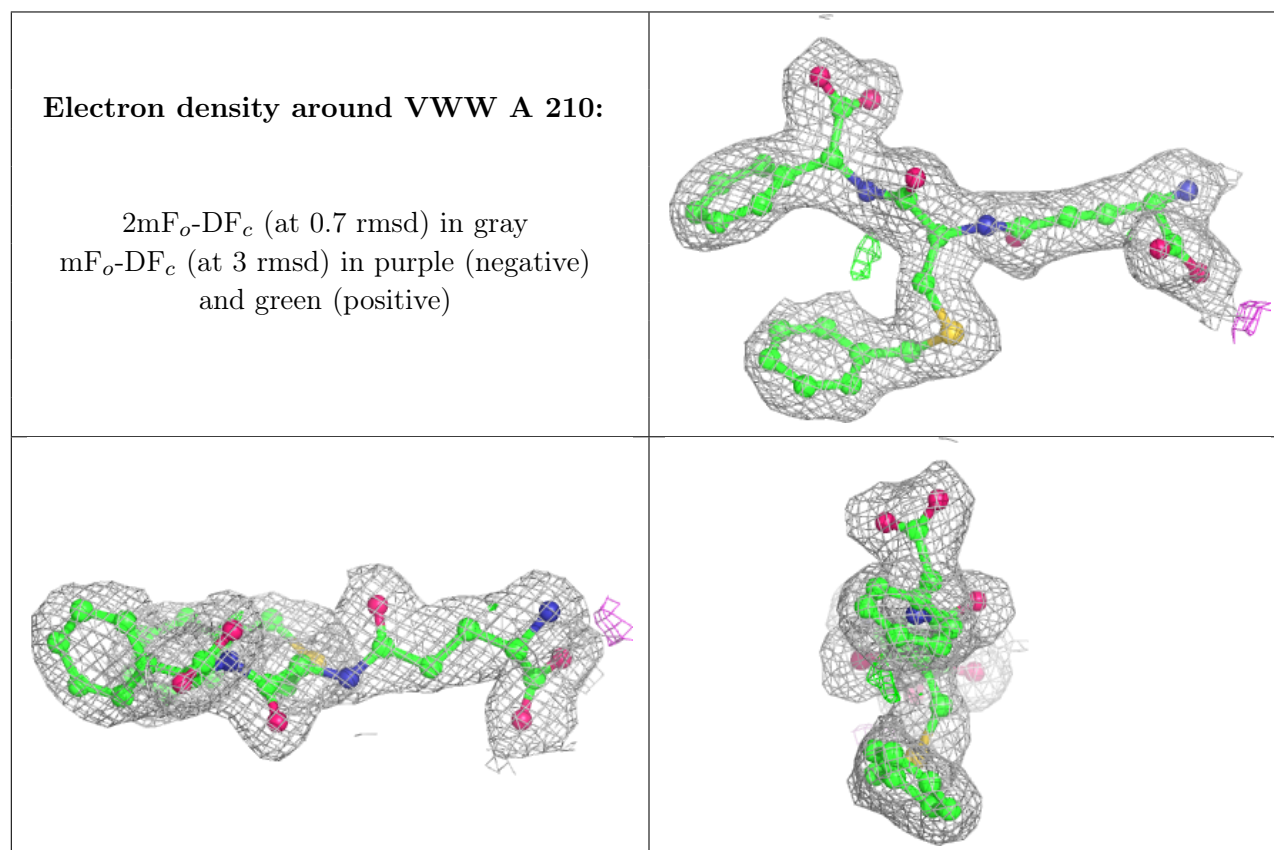 Electron density around VWW A 210:
2mFo-DFc (at 0.7 rmsd) in gray
mFo-DFc (at 3 rmsd) in purple (negative)
and green (positive)